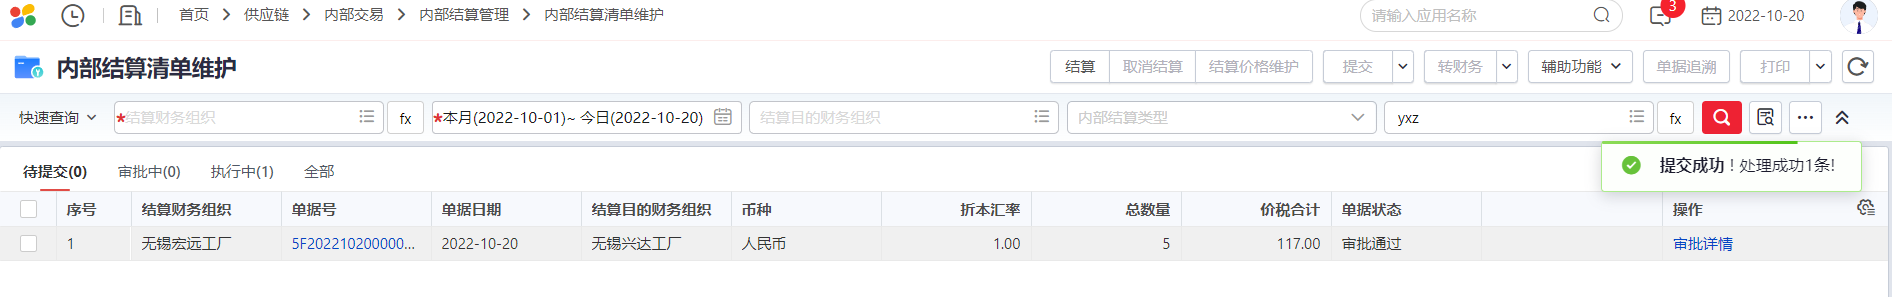 首页 供应链 内部交易 内部结算管理 内部结算清单维护 请输入应用名称 3 2022-10-20
内部结算清单维护 结算 取消结算 结算价格维护 提交 转财务 辅助功能 单据追溯 打印
快速查询 *结算财务组织 fx *本月(2022-10-01)~ 今日(2022-10-20) 结算目的财务组织 内部结算类型 yxz fx ...
提交成功 ! 处理成功1条!
待提交(0) 审批中(0) 执行中(1) 全部
序号 结算财务组织 单据号 单据日期 结算目的财务组织 币种 折本汇率 总数量 价税合计 单据状态 操作
1 无锡宏远工厂 5F202210200000... 2022-10-20 无锡兴达工厂 人民币 1.00 5 117.00 审批通过 审批详情